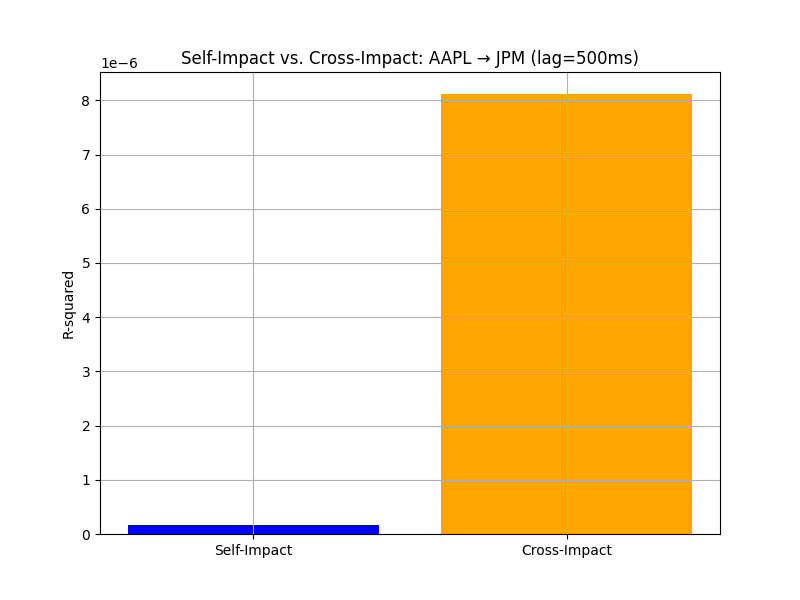 Self-Impact vs. Cross-Impact: AAPL → JPM (lag=500ms)
1e−6
8
7
6
5
4
3
2
1
0
R-squared
Self-Impact
Cross-Impact